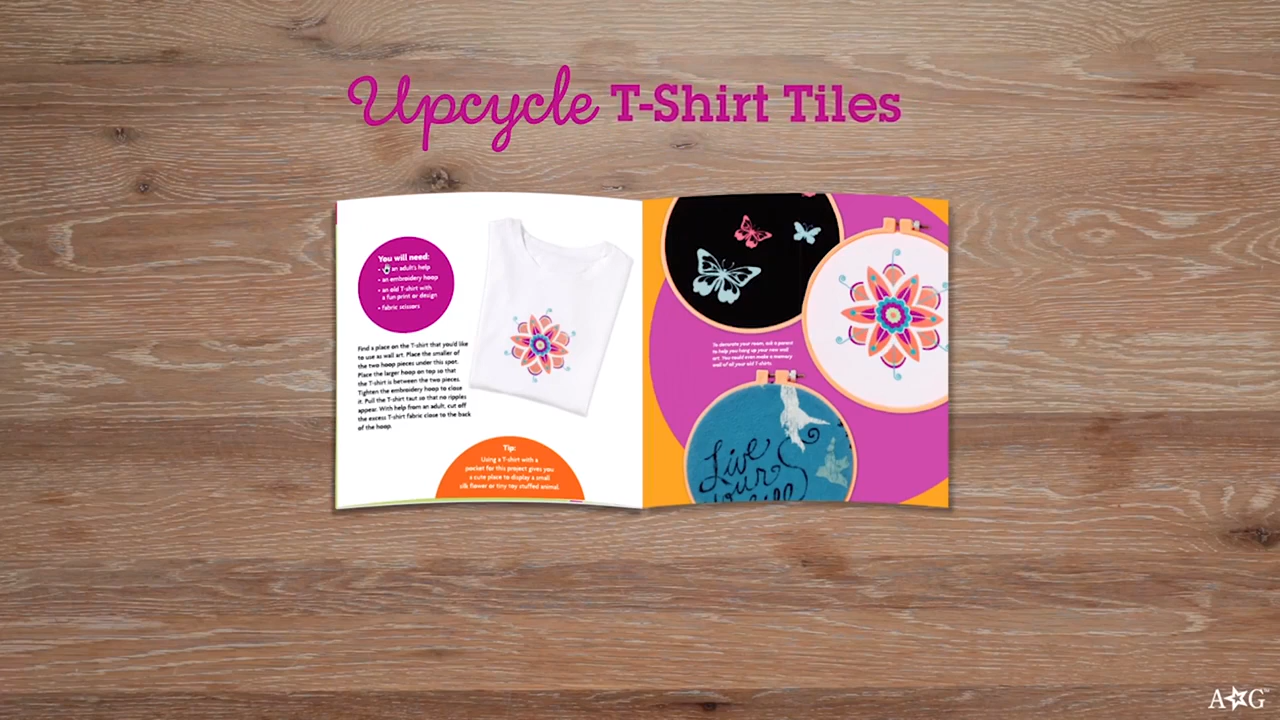 Upcycle T-Shirt Tiles
You will need:
• an adult's help
• an embroidery hoop
• an old T-shirt with
a fun print or design
• fabric scissors
Find a place on the T-shirt that you'd like
to use as wall art. Place the smaller of
the two hoop pieces under this spot.
Place the larger hoop on top so that
the T-shirt is between the two pieces.
Tighten the embroidery hoop to close
it. Pull the T-shirt taut so that no ripples
appear. With help from an adult, cut off
the excess T-shirt fabric close to the back
of the hoop.
Tip:
Using a T-shirt with a
pocket for this project gives you
a cute place to display a small
silk flower or tiny toy stuffed animal.
To decorate your room, ask a parent
to help you hang up your new wall
art. You could even make a memory
wall of all your old T-shirts.
Live
your
AG